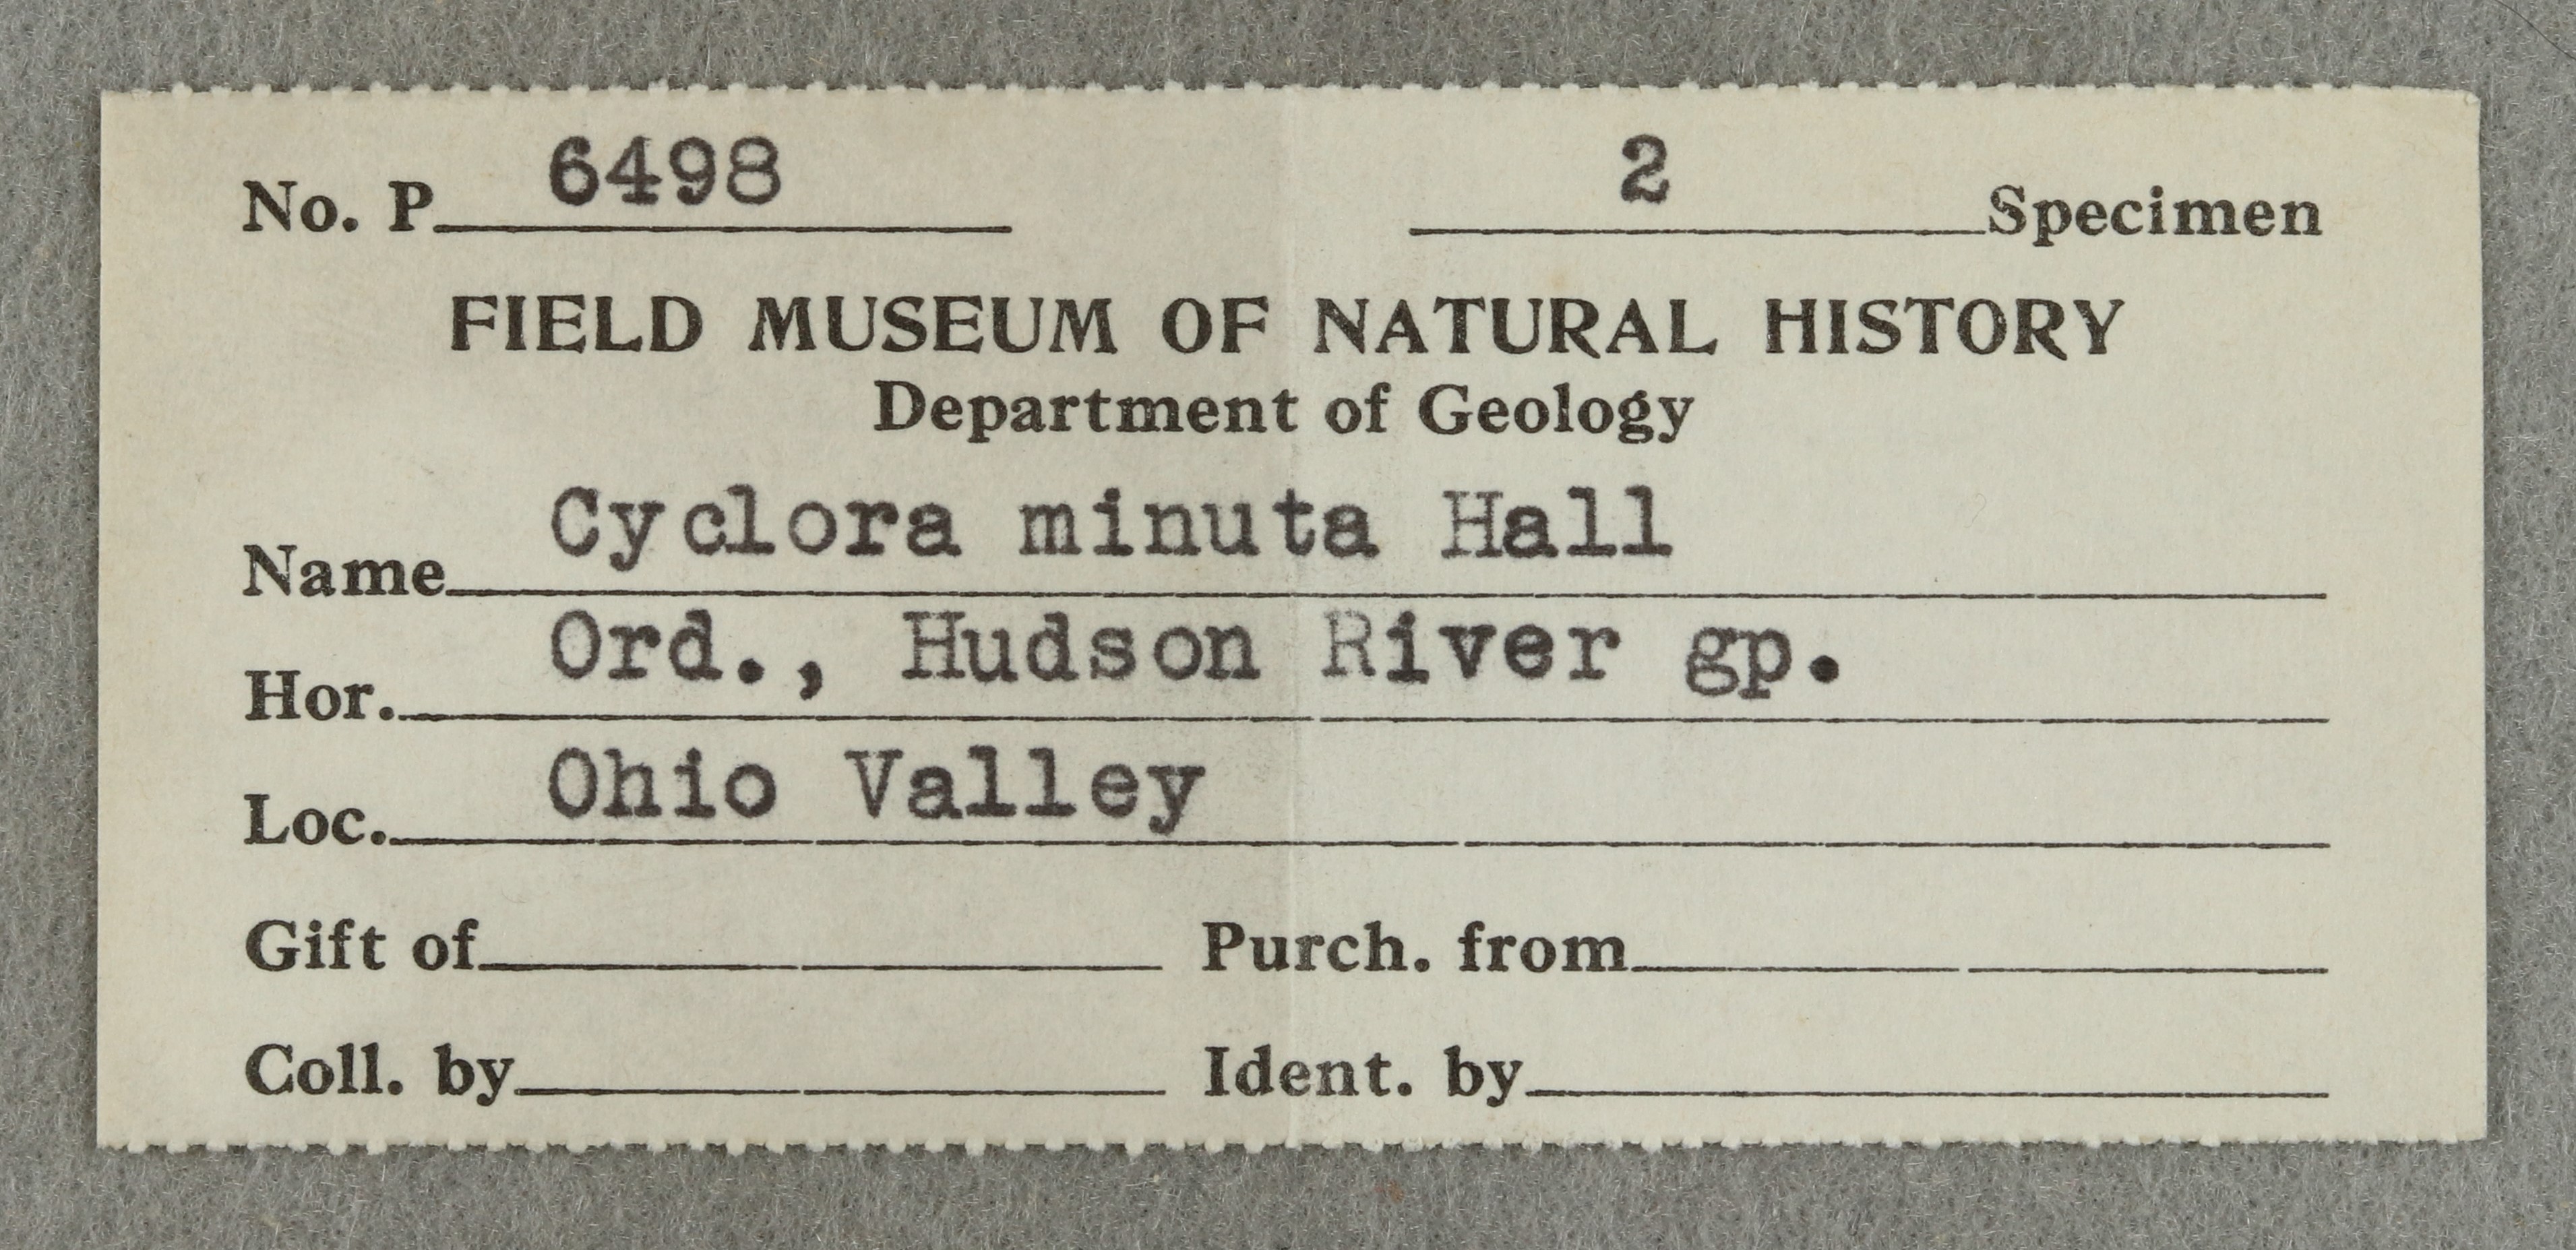 No. P 6498 2 Specimen
FIELD MUSEUM OF NATURAL HISTORY
Department of Geology
Name Cyclora minuta Hall
Hor. Ord., Hudson River gp.
Loc. Ohio Valley
Gift of Purch. from
Coll. by Ident. by